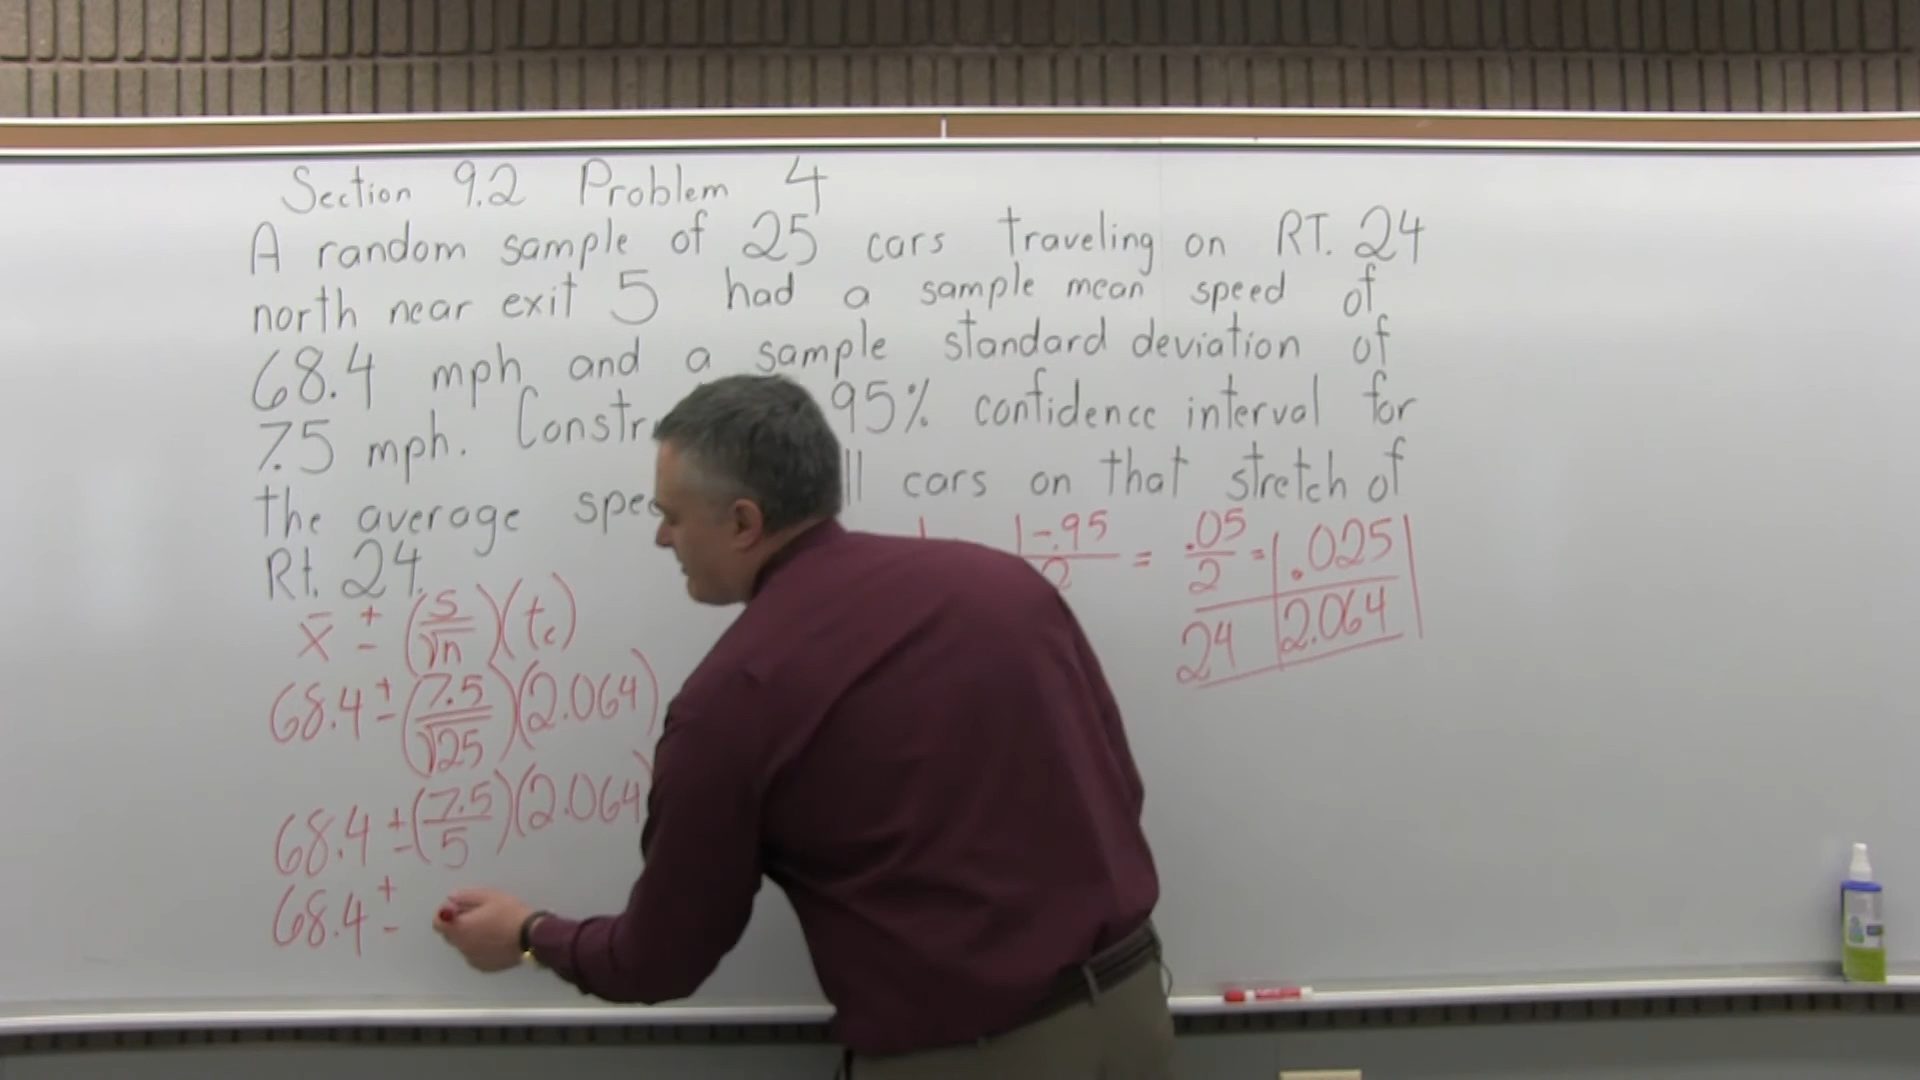 Section 9.2 Problem 4
A random sample of 25 cars traveling on RT. 24
north near exit 5 had a sample mean speed of
68.4 mph and a sample standard deviation of
7.5 mph. Constr 95% confidence interval for
the average spee ll cars on that stretch of
Rt. 24.
1-.95/2 = .05/2 = .025
24 2.064
x̄ ± (s/√n)(tc)
68.4 ± (7.5/√25)(2.064)
68.4 ± (7.5/5)(2.064)
68.4 ±